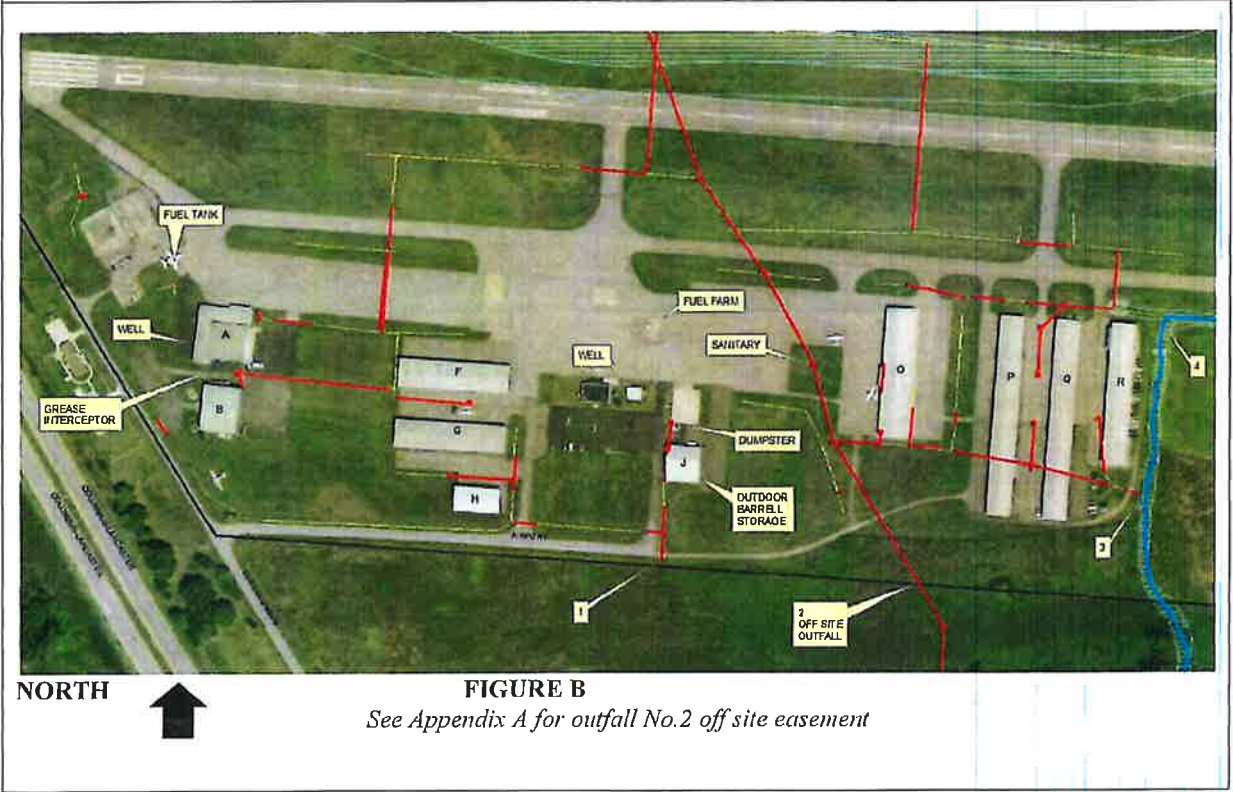 FUEL TANK
FUEL FARM
WELL
A
SANITARY
WELL
F
O
P
Q
R
4
GREASE
INTERCEPTOR
B
G
DUMPSTER
J
H
OUTDOOR
BARRELL
STORAGE
3
1
2
OFF SITE
OUTFALL
NORTH
FIGURE B
See Appendix A for outfall No.2 off site easement